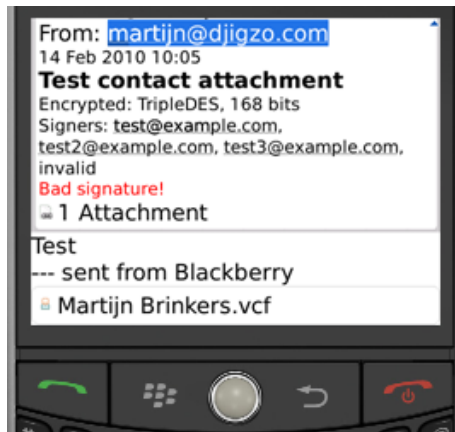 From: martijn@djigzo.com
14 Feb 2010 10:05
Test contact attachment
Encrypted: TripleDES, 168 bits
Signers: test@example.com,
test2@example.com, test3@example.com,
invalid
Bad signature!
1 Attachment
Test
--- sent from Blackberry
Martijn Brinkers.vcf